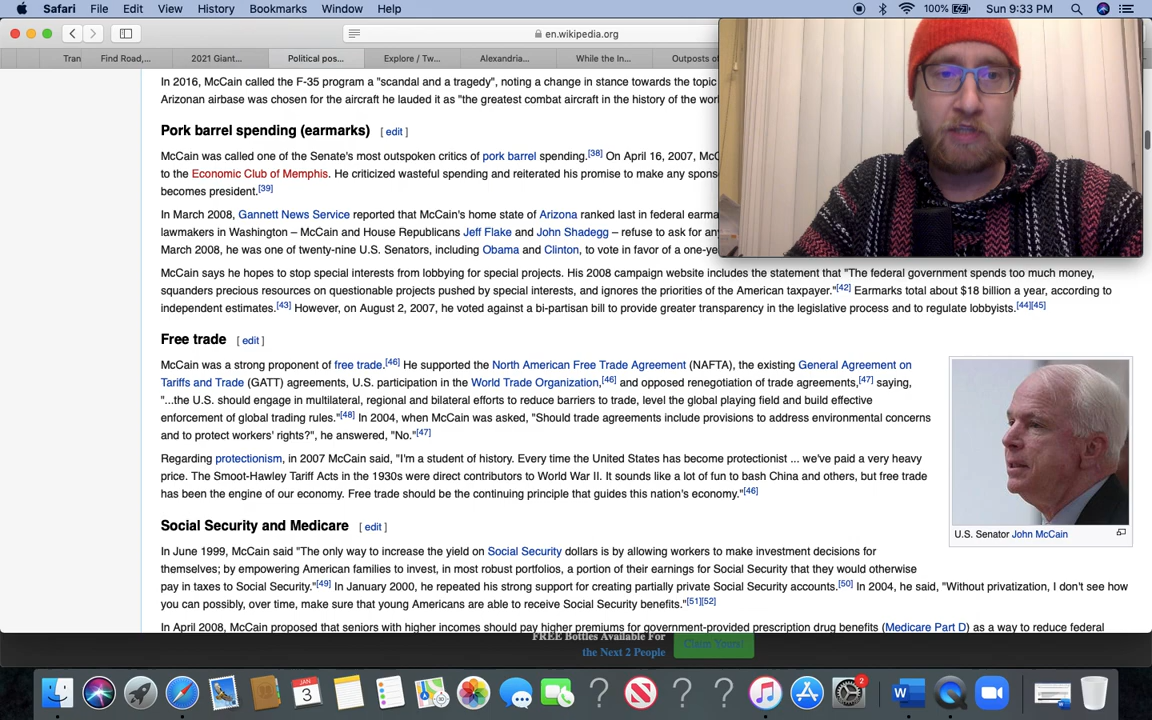 Safari File Edit View History Bookmarks Window Help 100% Sun 9:33 PM
en.wikipedia.org
Tran Find Road,... 2021 Giant... Political pos... Explore / Tw... Alexandria... While the In... Outposts of
In 2016, McCain called the F-35 program a "scandal and a tragedy", noting a change in stance towards the topic
Arizonan airbase was chosen for the aircraft he lauded it as "the greatest combat aircraft in the history of the wor
Pork barrel spending (earmarks) [ edit ]
McCain was called one of the Senate's most outspoken critics of pork barrel spending.[38] On April 16, 2007, McC
to the Economic Club of Memphis. He criticized wasteful spending and reiterated his promise to make any spons
becomes president.[39]
In March 2008, Gannett News Service reported that McCain's home state of Arizona ranked last in federal earma
lawmakers in Washington – McCain and House Republicans Jeff Flake and John Shadegg – refuse to ask for any
March 2008, he was one of twenty-nine U.S. Senators, including Obama and Clinton, to vote in favor of a one-ye
McCain says he hopes to stop special interests from lobbying for special projects. His 2008 campaign website includes the statement that "The federal government spends too much money,
squanders precious resources on questionable projects pushed by special interests, and ignores the priorities of the American taxpayer."[42] Earmarks total about $18 billion a year, according to
independent estimates.[43] However, on August 2, 2007, he voted against a bi-partisan bill to provide greater transparency in the legislative process and to regulate lobbyists.[44][45]
Free trade [ edit ]
McCain was a strong proponent of free trade.[46] He supported the North American Free Trade Agreement (NAFTA), the existing General Agreement on
Tariffs and Trade (GATT) agreements, U.S. participation in the World Trade Organization,[46] and opposed renegotiation of trade agreements,[47] saying,
"...the U.S. should engage in multilateral, regional and bilateral efforts to reduce barriers to trade, level the global playing field and build effective
enforcement of global trading rules."[48] In 2004, when McCain was asked, "Should trade agreements include provisions to address environmental concerns
and to protect workers' rights?", he answered, "No."[47]
Regarding protectionism, in 2007 McCain said, "I'm a student of history. Every time the United States has become protectionist ... we've paid a very heavy
price. The Smoot-Hawley Tariff Acts in the 1930s were direct contributors to World War II. It sounds like a lot of fun to bash China and others, but free trade
has been the engine of our economy. Free trade should be the continuing principle that guides this nation's economy."[46]
U.S. Senator John McCain
Social Security and Medicare [ edit ]
In June 1999, McCain said "The only way to increase the yield on Social Security dollars is by allowing workers to make investment decisions for
themselves; by empowering American families to invest, in most robust portfolios, a portion of their earnings for Social Security that they would otherwise
pay in taxes to Social Security."[49] In January 2000, he repeated his strong support for creating partially private Social Security accounts.[50] In 2004, he said, "Without privatization, I don't see how
you can possibly, over time, make sure that young Americans are able to receive Social Security benefits."[51][52]
In April 2008, McCain proposed that seniors with higher incomes should pay higher premiums for government-provided prescription drug benefits (Medicare Part D) as a way to reduce federal
FREE Bottles Available For
the Next 2 People
Claim Yours!
JAN
3
2